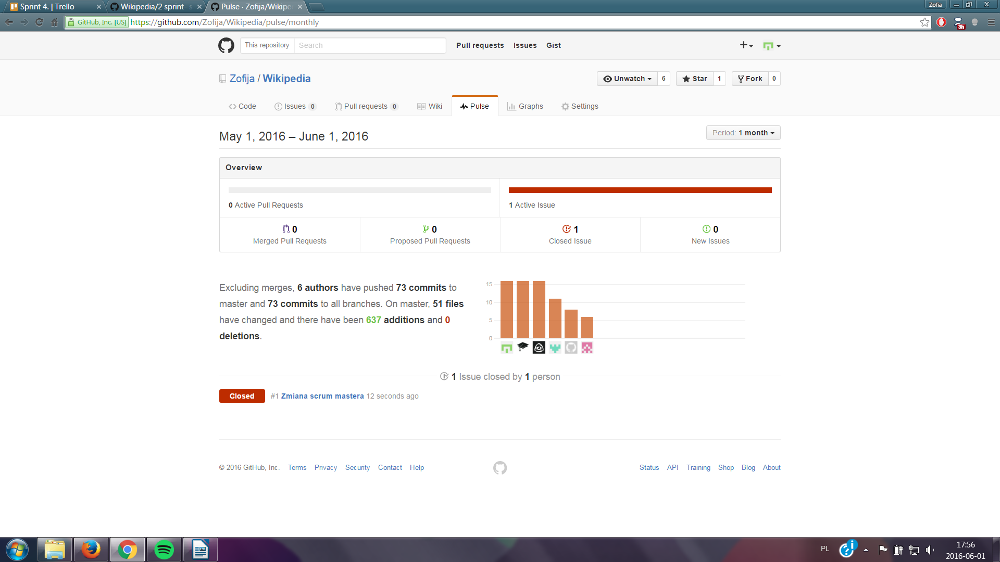 Sprint 4. | Trello
Wikipedia/2 sprint- s
Pulse · Zofija/Wikipe
Zofia
GitHub, Inc. [US]
https://github.com/Zofija/Wikipedia/pulse/monthly
3h
This repository
Search
Pull requests
Issues
Gist
Zofija / Wikipedia
Unwatch 6
Star 1
Fork 0
Code
Issues 0
Pull requests 0
Wiki
Pulse
Graphs
Settings
May 1, 2016 – June 1, 2016
Period: 1 month
Overview
0 Active Pull Requests
1 Active Issue
0
Merged Pull Requests
0
Proposed Pull Requests
1
Closed Issue
0
New Issues
Excluding merges, 6 authors have pushed 73 commits to
master and 73 commits to all branches. On master, 51 files
have changed and there have been 637 additions and 0
deletions.
15
10
5
0
1 Issue closed by 1 person
Closed
#1 Zmiana scrum mastera 12 seconds ago
© 2016 GitHub, Inc. Terms Privacy Security Contact Help
Status API Training Shop Blog About
PL
17:56
2016-06-01